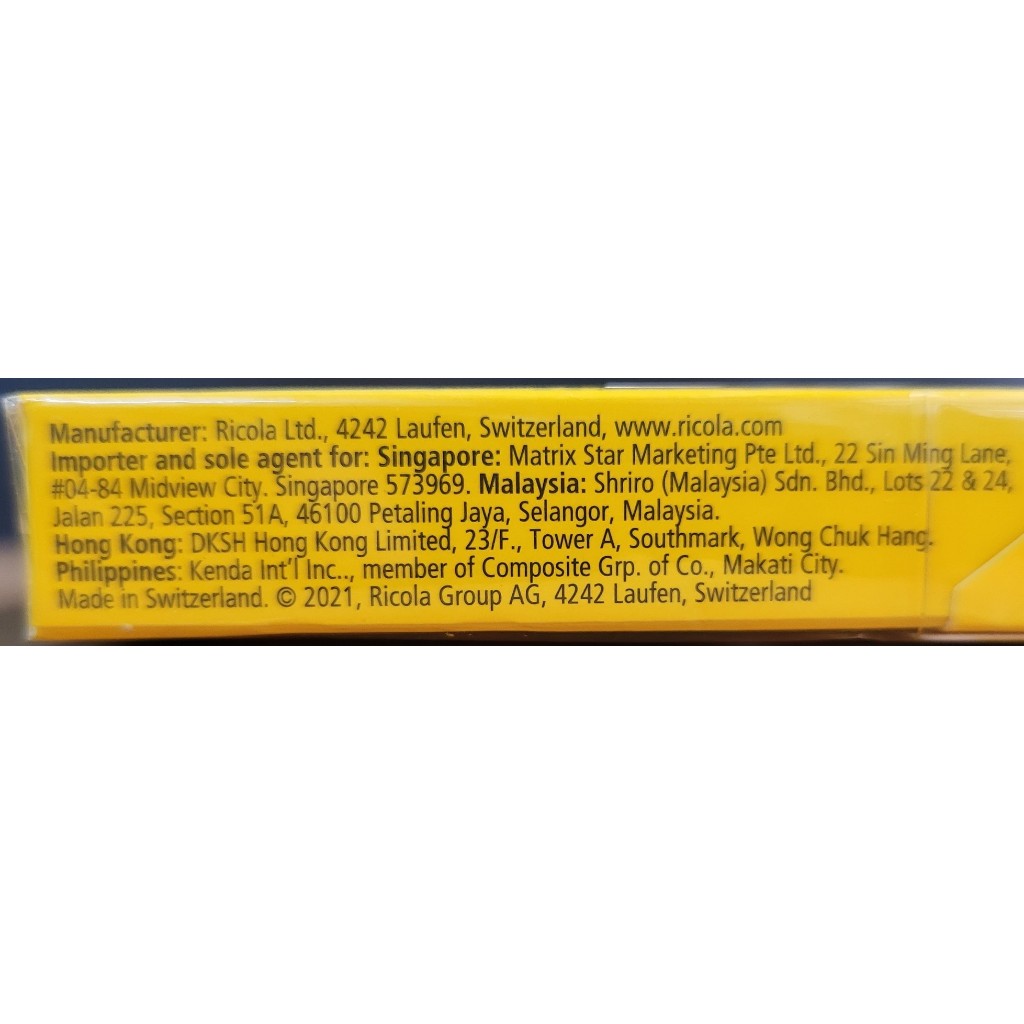 Manufacturer: Ricola Ltd., 4242 Laufen, Switzerland, www.ricola.com
Importer and sole agent for: Singapore: Matrix Star Marketing Pte Ltd., 22 Sin Ming Lane,
#04-84 Midview City. Singapore 573969. Malaysia: Shriro (Malaysia) Sdn. Bhd., Lots 22 & 24,
Jalan 225, Section 51A, 46100 Petaling Jaya, Selangor, Malaysia.
Hong Kong: DKSH Hong Kong Limited, 23/F., Tower A, Southmark, Wong Chuk Hang.
Philippines: Kenda Int'l Inc.., member of Composite Grp. of Co., Makati City.
Made in Switzerland. © 2021, Ricola Group AG, 4242 Laufen, Switzerland